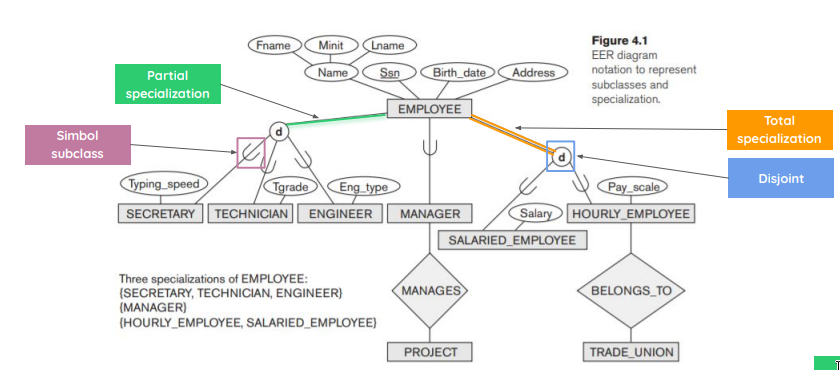 Fname
Minit
Lname
Name
Ssn
Birth_date
Address
Figure 4.1
EER diagram
notation to represent
subclasses and
specialization.
Partial
specialization
EMPLOYEE
Total
specialization
Simbol
subclass
d
d
Disjoint
Typing_speed
Tgrade
Eng_type
Pay_scale
Salary
SECRETARY
TECHNICIAN
ENGINEER
MANAGER
HOURLY_EMPLOYEE
SALARIED_EMPLOYEE
Three specializations of EMPLOYEE:
{SECRETARY, TECHNICIAN, ENGINEER}
{MANAGER}
{HOURLY_EMPLOYEE, SALARIED_EMPLOYEE}
MANAGES
BELONGS_TO
PROJECT
TRADE_UNION